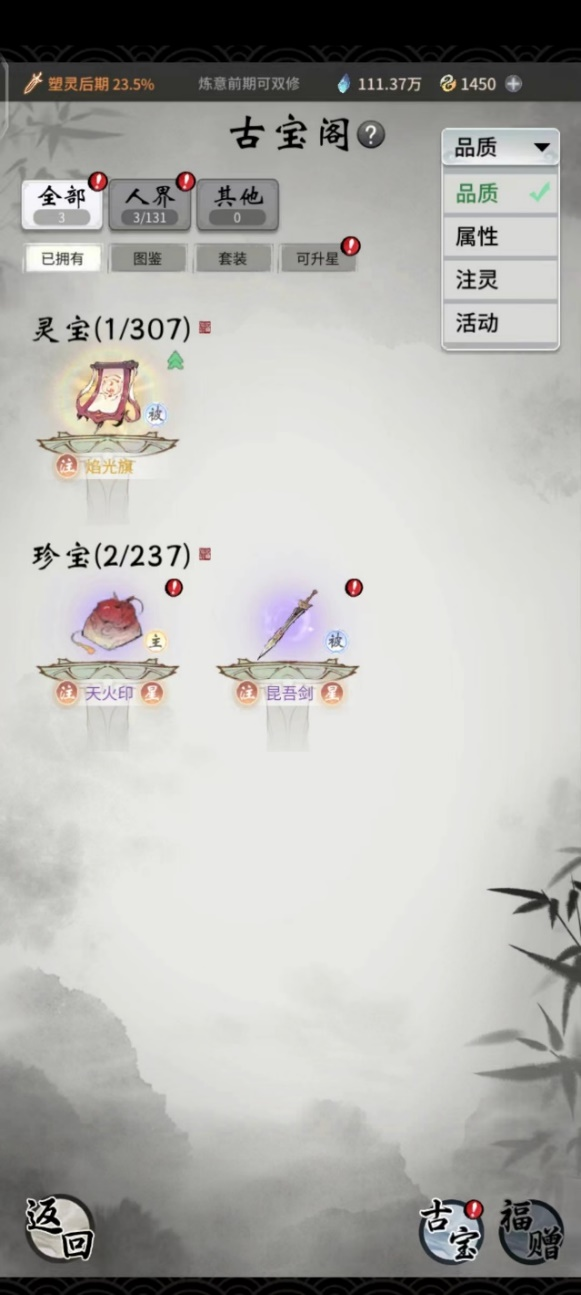 塑灵后期 23.5% 炼意前期可双修 111.37万 1450
古宝阁 ?
品质
品质
属性
注灵
活动
全部 人界 其他
3 3/131 0
已拥有 图鉴 套装 可升星
灵宝(1/307)
被
注 焰光旗
珍宝(2/237)
主 被
注 天火印 星 注 昆吾剑 星
返回 古宝 福赠